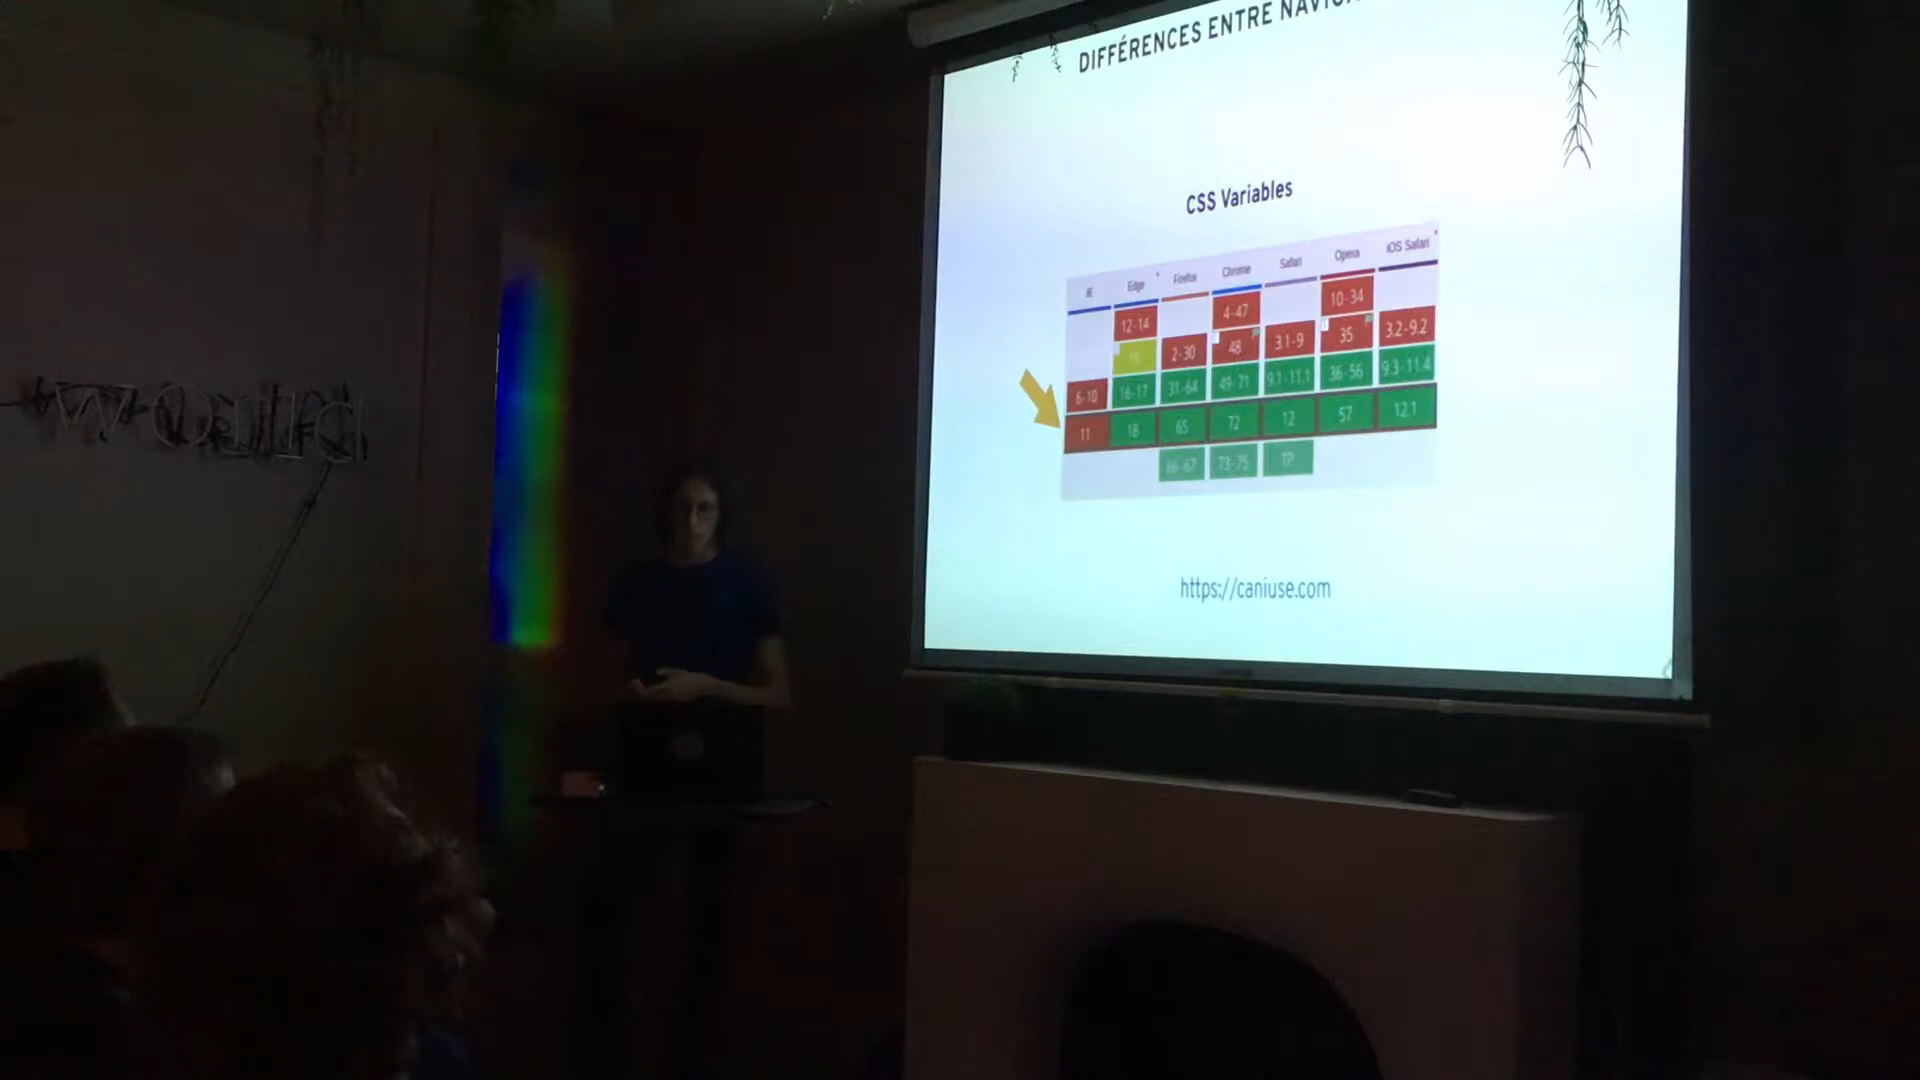 DIFFÉRENCES ENTRE
CSS Variables
IE Edge Firefox Chrome Safari Opera iOS Safari
12-14 4-47 10-34
15 2-30 48 3.1-9 35 3.2-9.2
6-10 16-17 31-64 49-71 9.1-11.1 36-56 9.3-11.4
11 18 65 72 12 57 12.1
66-67 73-75 TP
https://caniuse.com